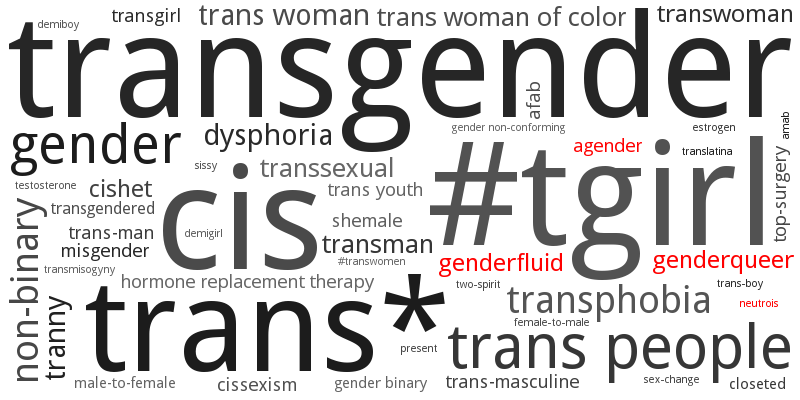 demiboy
transgirl
trans woman
trans woman of color
transwoman
transgender
gender
dysphoria
afab
gender non-conforming
estrogen
amab
agender
translatina
sissy
transsexual
#tgirl
top-surgery
testosterone
cishet
cis
trans youth
transgendered
shemale
trans-man
demigirl
transman
misgender
#transwomen
genderfluid
genderqueer
transmisogyny
non-binary
hormone replacement therapy
two-spirit
trans-boy
tranny
trans*
transphobia
neutrois
female-to-male
present
trans people
male-to-female
cissexism
gender binary
trans-masculine
sex-change
closeted